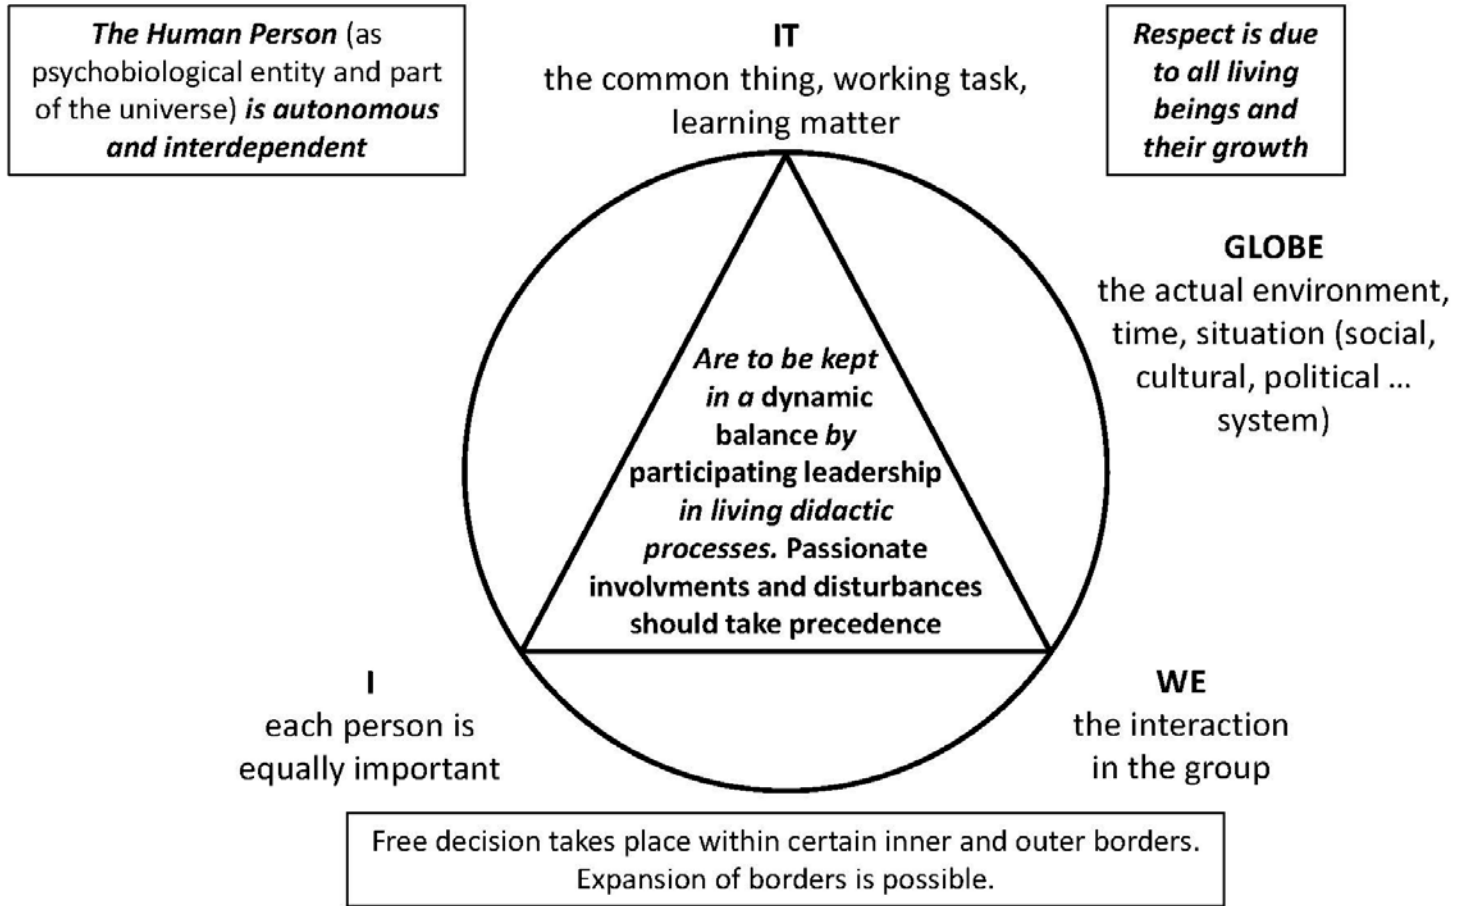 The Human Person (as
psychobiological entity and part
of the universe) is autonomous
and interdependent
IT
the common thing, working task,
learning matter
Respect is due
to all living
beings and
their growth
GLOBE
the actual environment,
time, situation (social,
cultural, political ...
system)
Are to be kept
in a dynamic
balance by
participating leadership
in living didactic
processes. Passionate
involvments and disturbances
should take precedence
I
each person is
equally important
WE
the interaction
in the group
Free decision takes place within certain inner and outer borders.
Expansion of borders is possible.